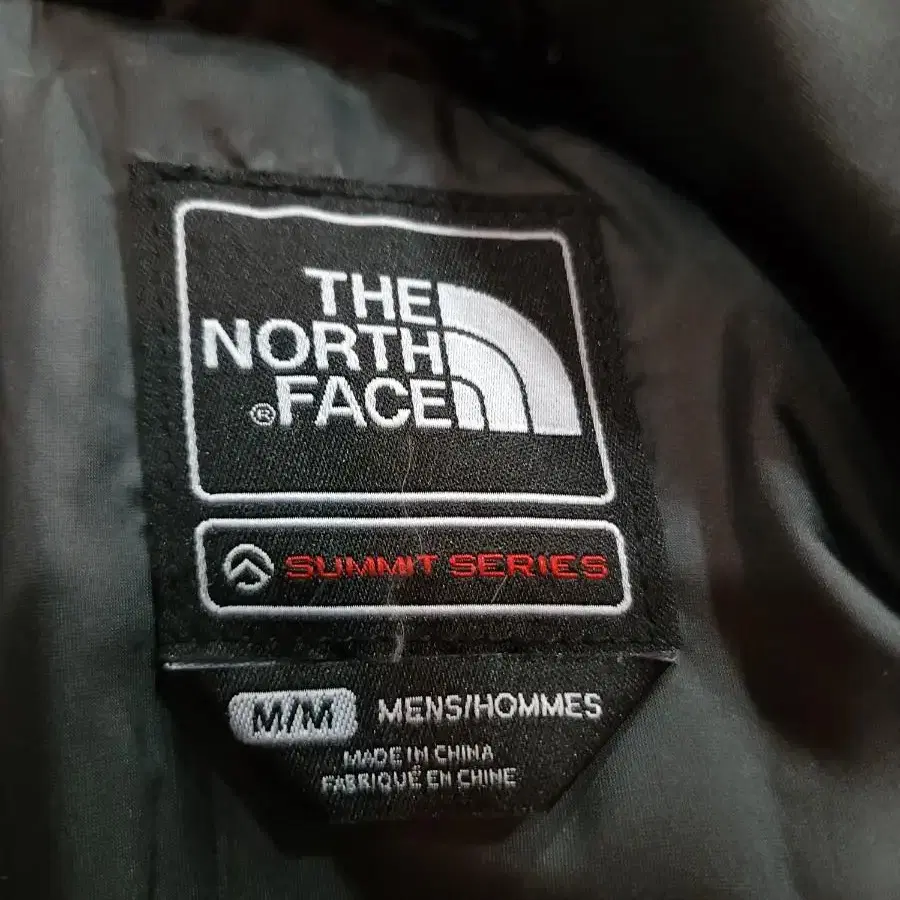 THE
NORTH
®FACE
SUMMIT SERIES
M/M MENS/HOMMES
MADE IN CHINA
FABRIQUÉ EN CHINE